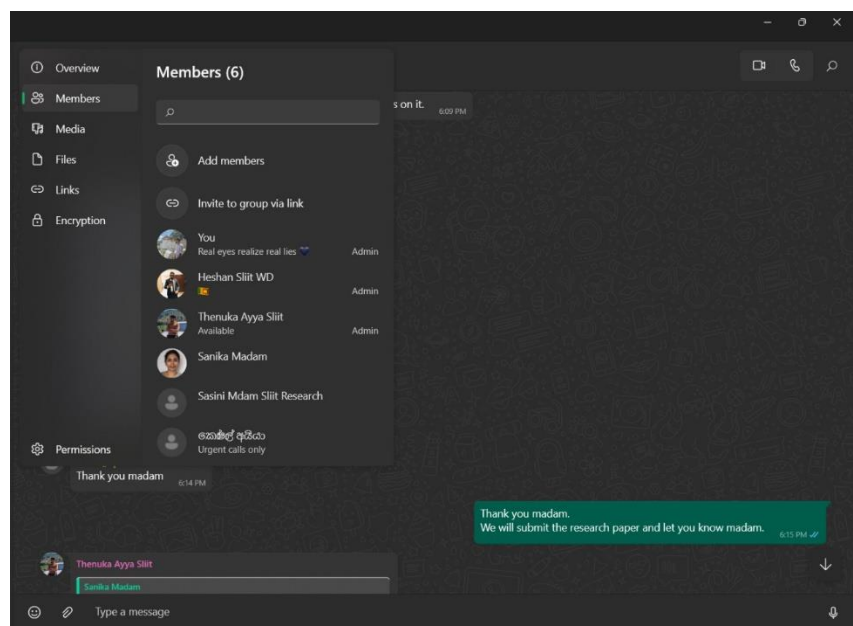 Overview
Members
Media
Files
Links
Encryption
Permissions
Members (6)
Add members
Invite to group via link
You
Real eyes realize real lies
Admin
Heshan Sliit WD
Admin
Thenuka Ayya Sliit
Available
Admin
Sanika Madam
Sasini Mdam Sliit Research
අයියා
Urgent calls only
s on it.
6:09 PM
Thank you madam
6:14 PM
Thank you madam.
We will submit the research paper and let you know madam.
6:15 PM
Thenuka Ayya Sliit
Sanika Madam
Type a message